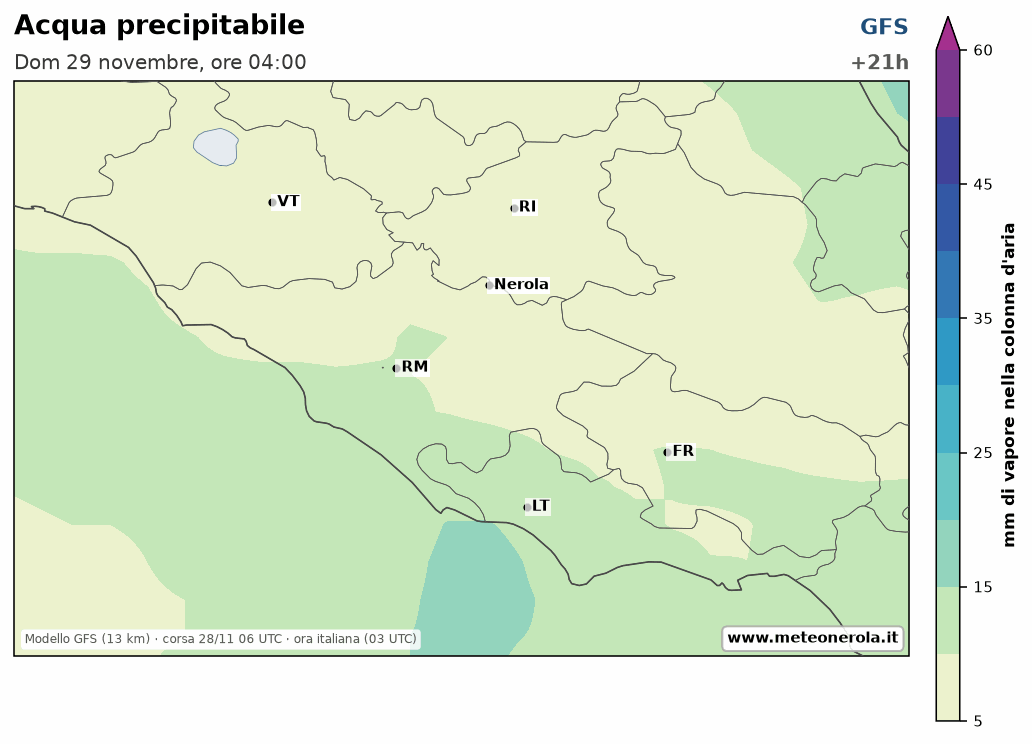 Acqua precipitabile
GFS
Dom 29 novembre, ore 04:00
+21h
VT
RI
Nerola
RM
FR
LT
Modello GFS (13 km) · corsa 28/11 06 UTC · ora italiana (03 UTC)
www.meteonerola.it
60
45
35
25
15
5
mm di vapore nella colonna d'aria